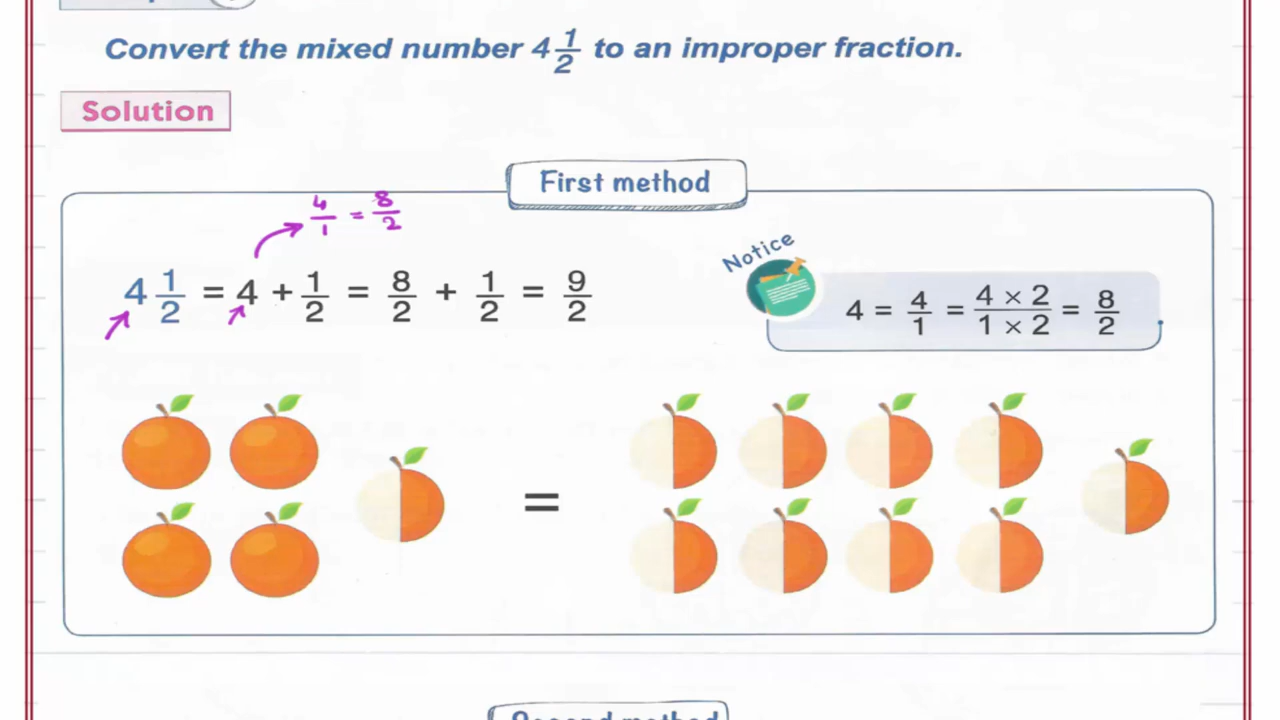 Convert the mixed number 4 1/2 to an improper fraction.
Solution
First method
4/1 = 8/2
Notice
4 1/2 = 4 + 1/2 = 8/2 + 1/2 = 9/2
4 = 4/1 = 4 × 2/1 × 2 = 8/2
=
Second method